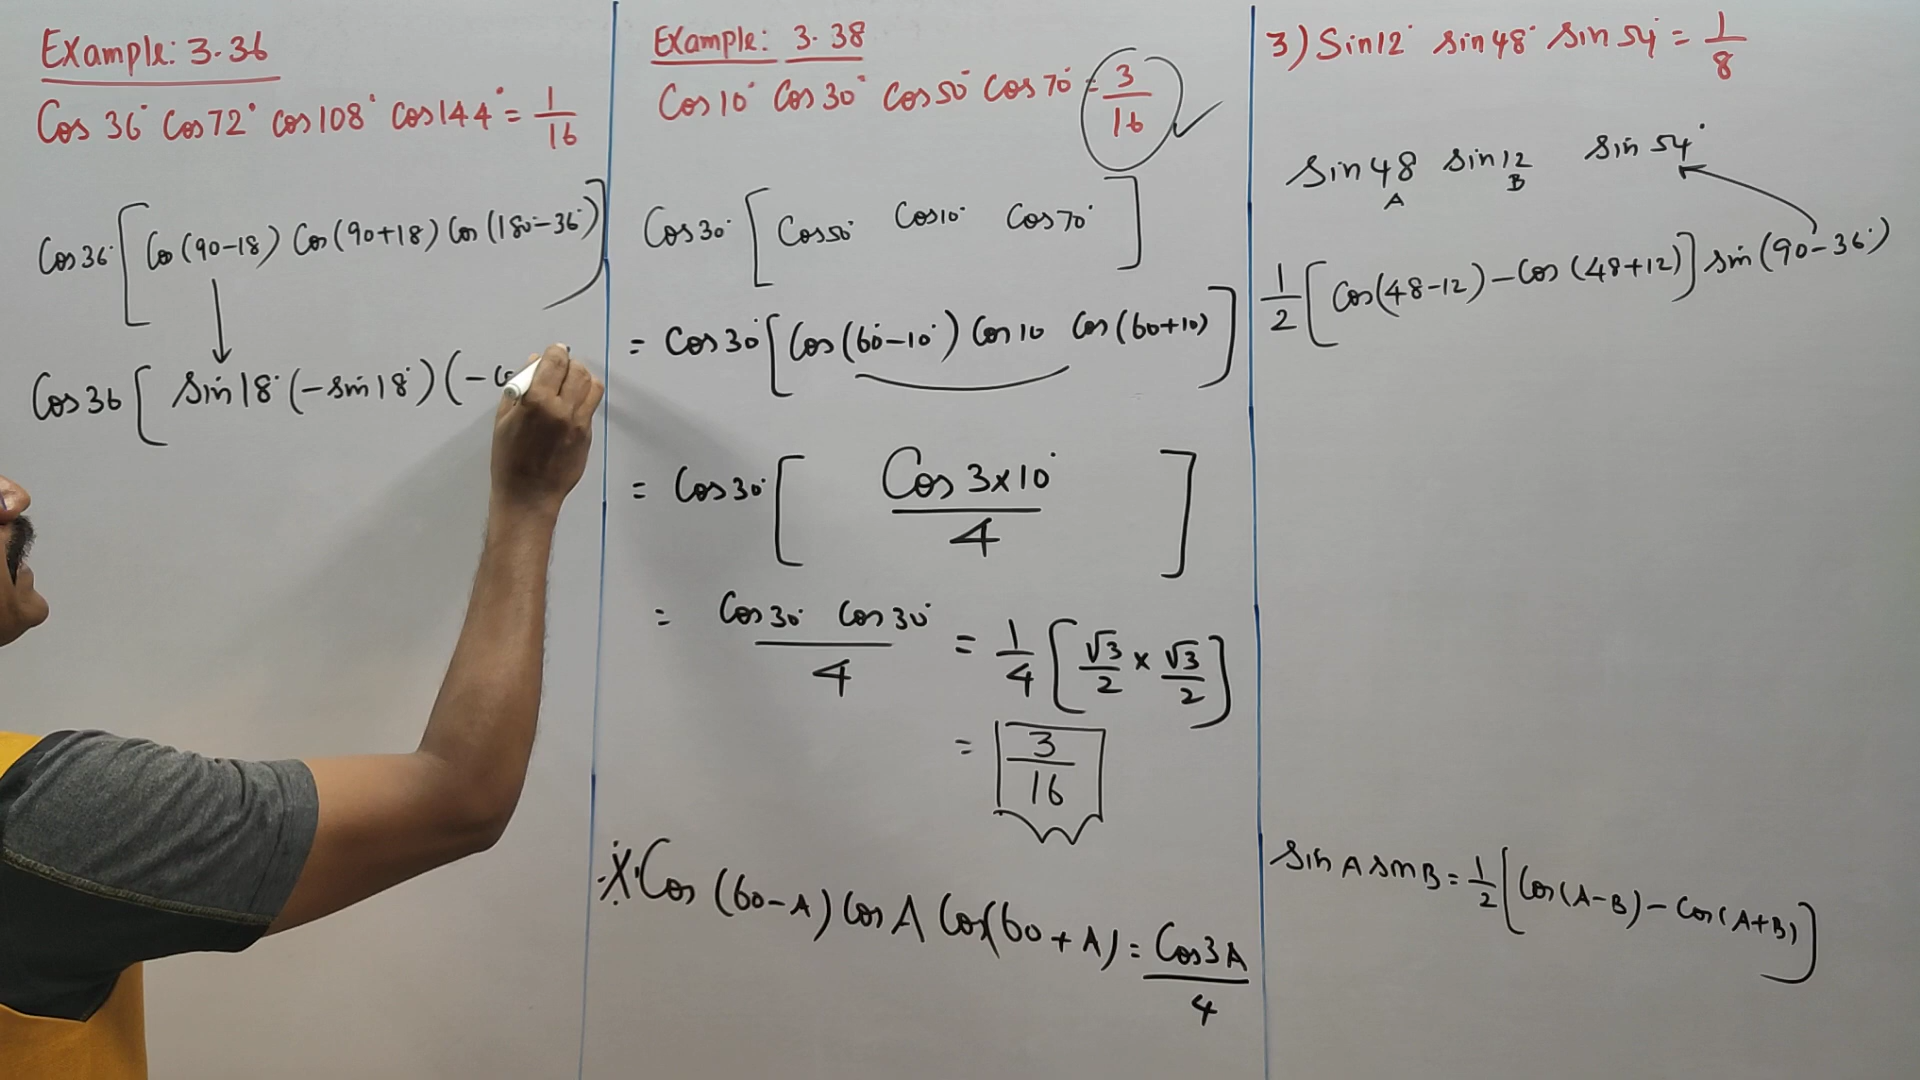 Example: 3.36
Cos 36° Cos 72° cos 108° cos 144° = 1/16
Cos 36° [Cos (90-18) Cos (90+18) Cos (180-36°)]
Cos 36 [ Sin 18° (-sin 18°) (-
Example: 3.38
Cos 10° Cos 30° Cos 50° Cos 70° = 3/16
Cos 30° [Cos 50° Cos 10° Cos 70°]
= Cos 30° [Cos (60°-10°) Cos 10 Cos (60+10)]
= Cos 30° [Cos 3×10° / 4]
= Cos 30° Cos 30° / 4 = 1/4 [√3/2 × √3/2]
= 3/16
Cos (60-A) Cos A Cos (60+A) = Cos 3A / 4
3) Sin 12° sin 48° sin 54° = 1/8
Sin 48 sin 12 sin 54°
A B
1/2 [Cos (48-12) - Cos (48+12)] sin (90-36°)
Sin A sin B = 1/2 [Cos (A-B) - Cos (A+B)]